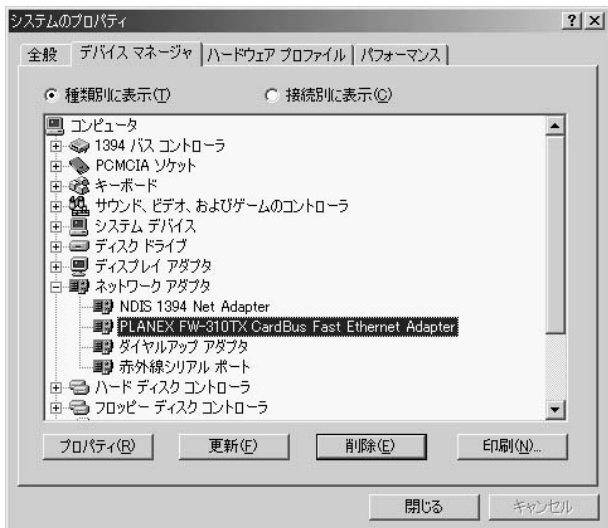 システムのプロパティ
全般 デバイス マネージャ ハードウェア プロファイル パフォーマンス
種類別に表示(T) 接続別に表示(C)
コンピュータ
1394 バス コントローラ
PCMCIA ソケット
キーボード
サウンド、ビデオ、およびゲームのコントローラ
システム デバイス
ディスク ドライブ
ディスプレイ アダプタ
ネットワーク アダプタ
NDIS 1394 Net Adapter
PLANEX FW-310TX CardBus Fast Ethernet Adapter
ダイヤルアップ アダプタ
赤外線シリアル ポート
ハード ディスク コントローラ
フロッピー ディスク コントローラ
プロパティ(R) 更新(F) 削除(E) 印刷(N)...
閉じる キャンセル